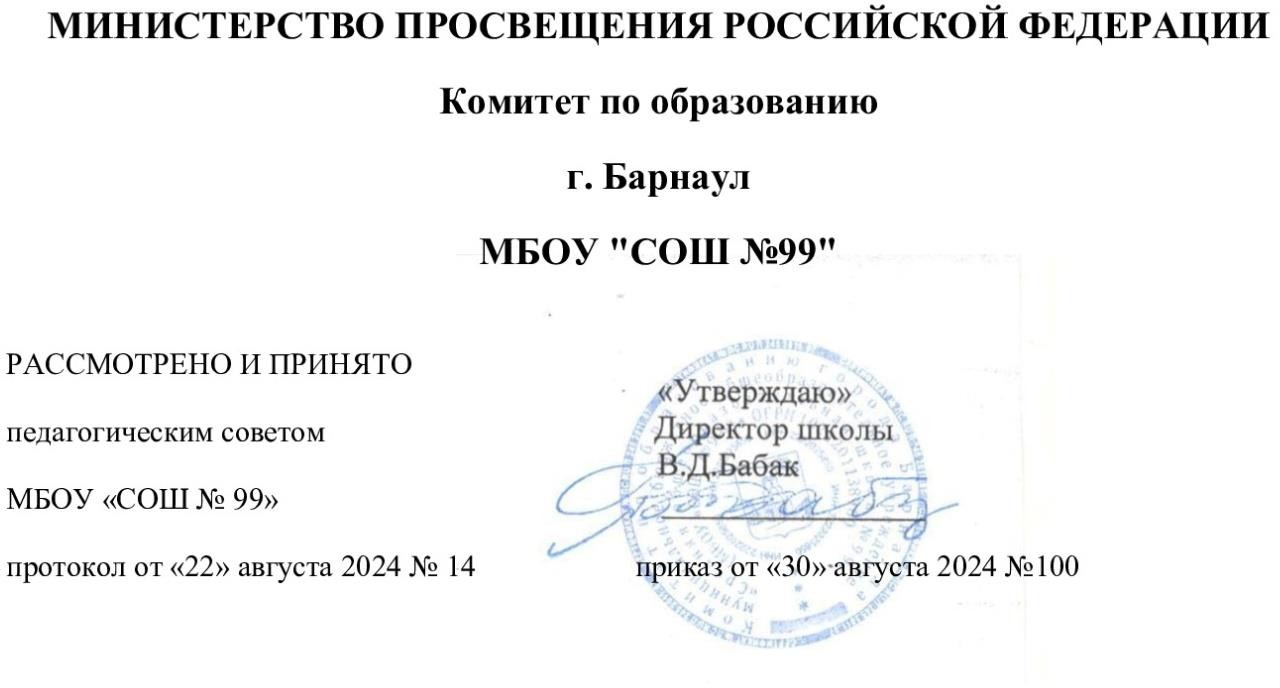 МИНИСТЕРСТВО ПРОСВЕЩЕНИЯ РОССИЙСКОЙ ФЕДЕРАЦИИ
Комитет по образованию
г. Барнаул
МБОУ "СОШ №99"
РАССМОТРЕНО И ПРИНЯТО
педагогическим советом
МБОУ «СОШ № 99»
протокол от «22» августа 2024 № 14
«Утверждаю»
Директор школы
В.Д.Бабак
приказ от «30» августа 2024 №100